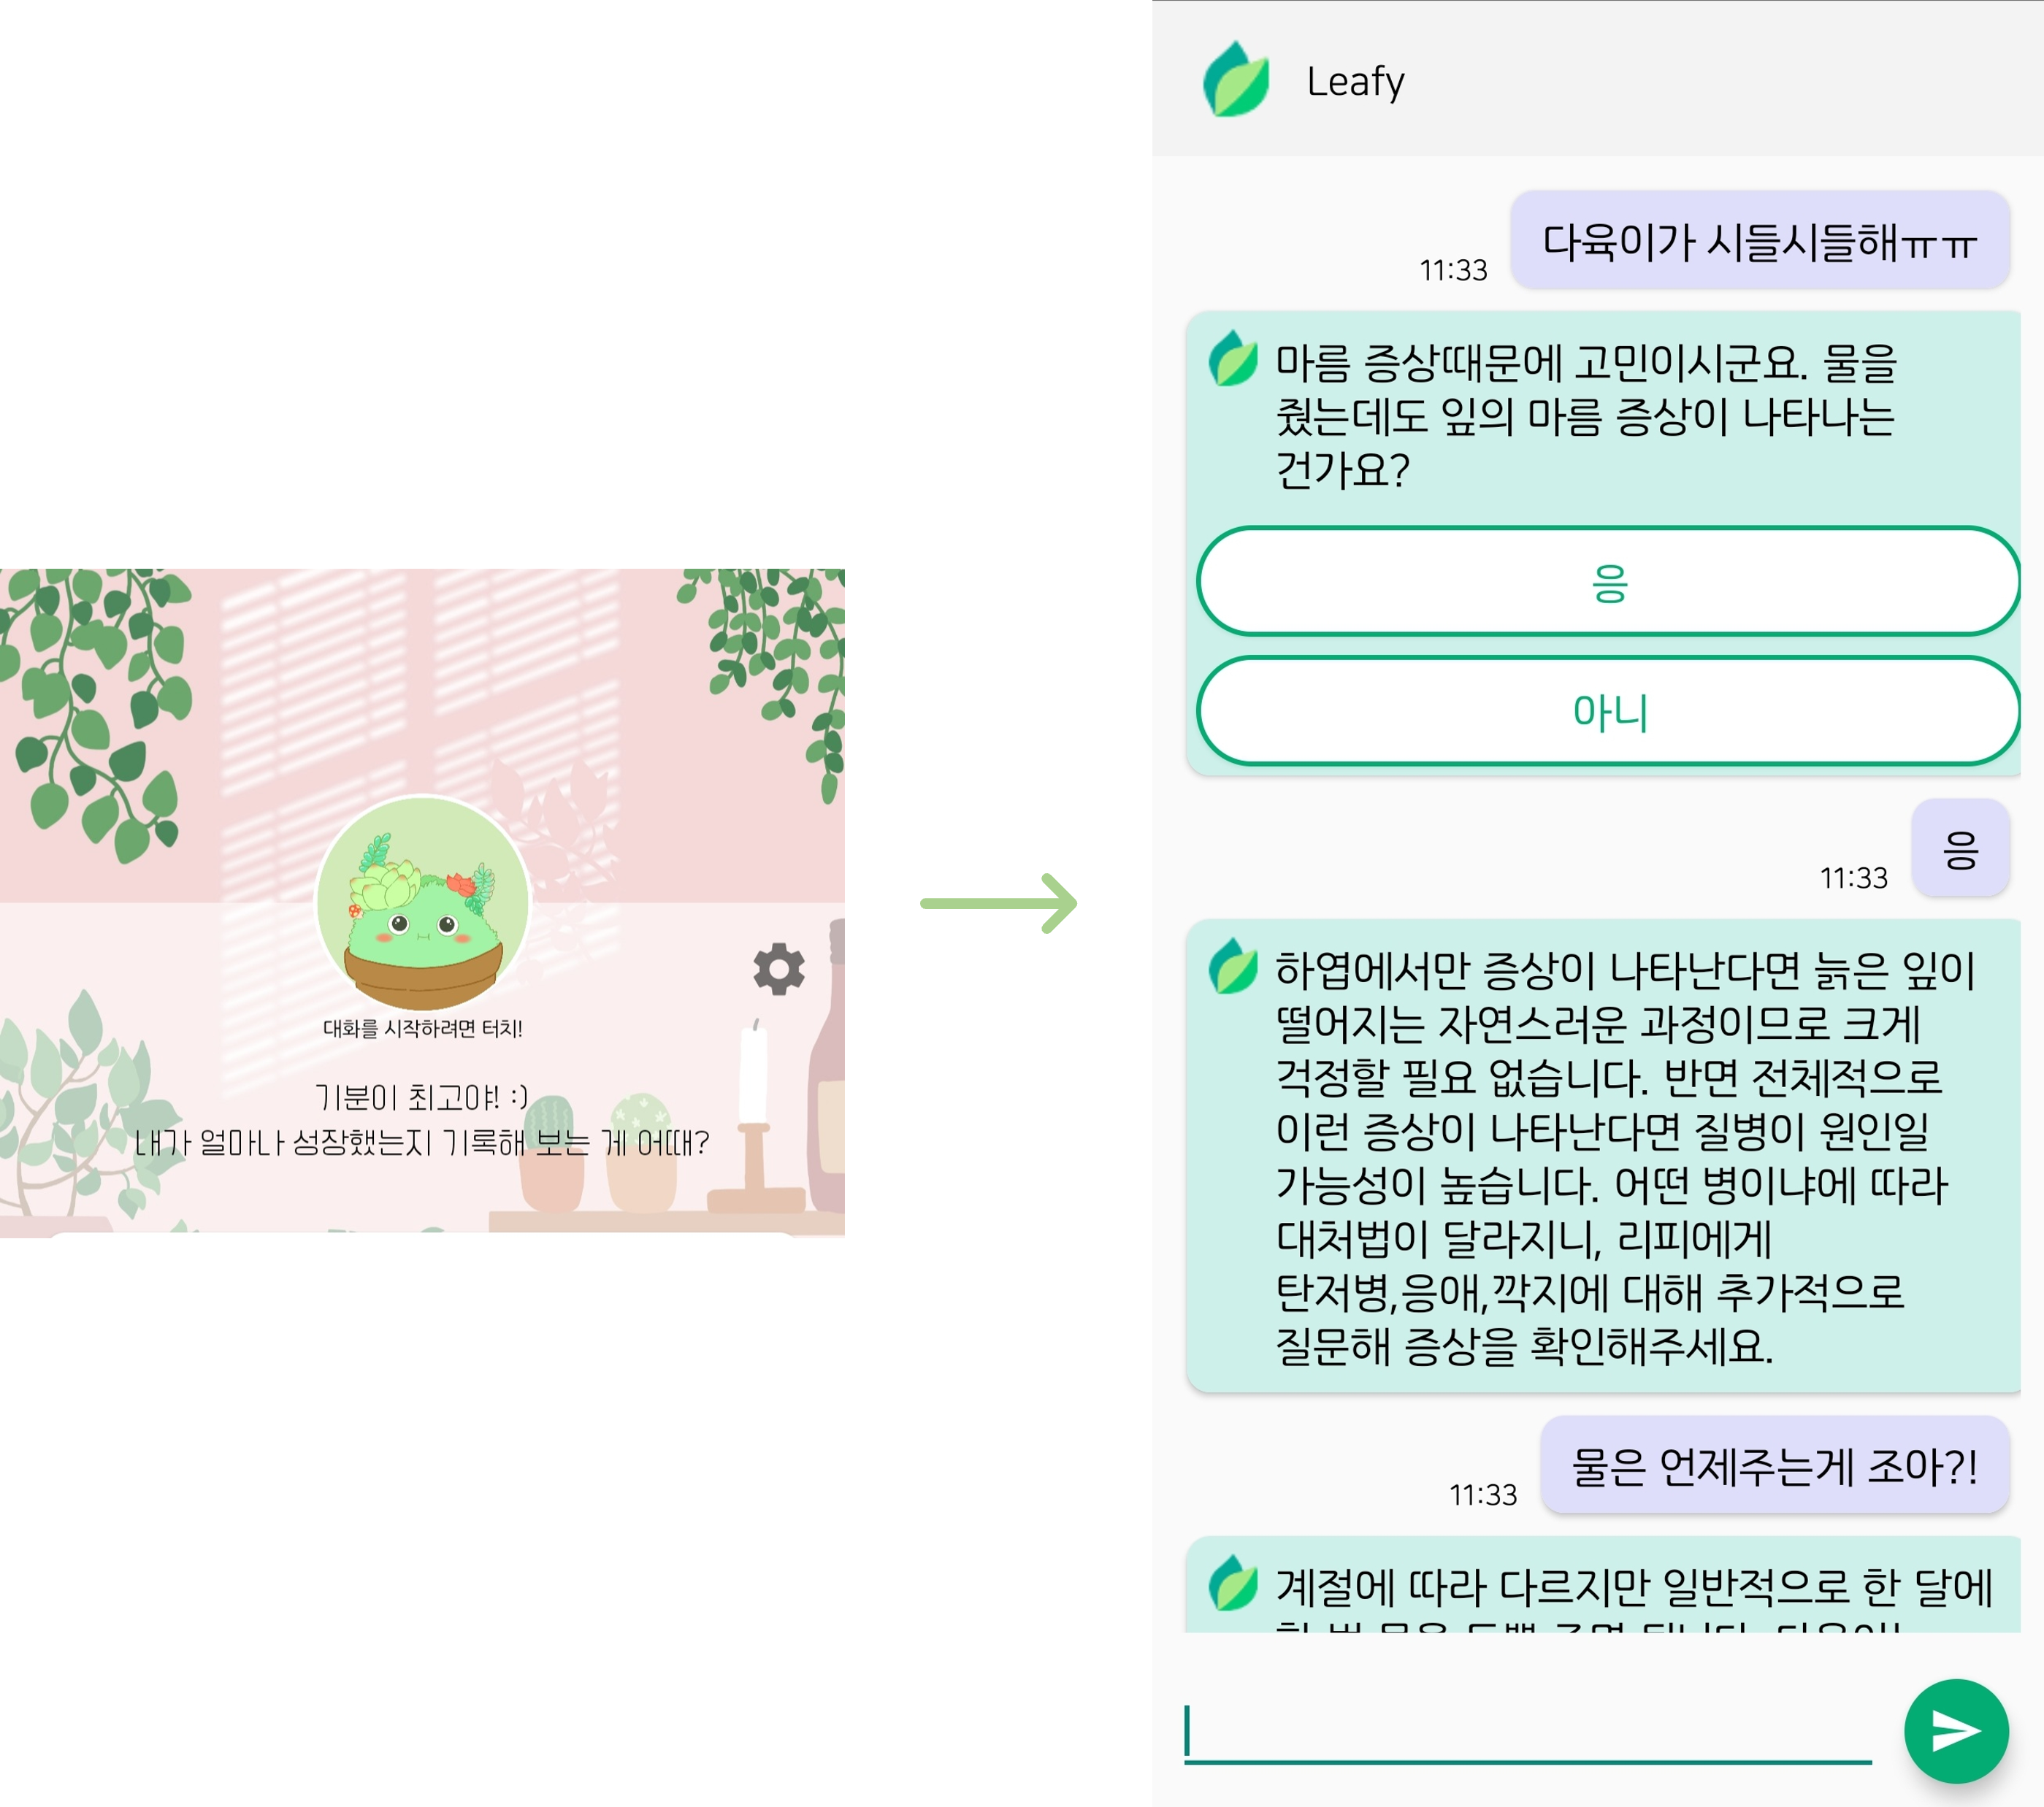 대화를 시작하려면 터치!
기분이 최고야! :)
내가 얼마나 성장했는지 기록해 보는 게 어때?
Leafy
다육이가 시들시들해ㅠㅠ
11:33
마름 증상때문에 고민이시군요. 물을
줬는데도 잎의 마름 증상이 나타나는
건가요?
응
아니
응
11:33
하엽에서만 증상이 나타난다면 늙은 잎이
떨어지는 자연스러운 과정이므로 크게
걱정할 필요 없습니다. 반면 전체적으로
이런 증상이 나타난다면 질병이 원인일
가능성이 높습니다. 어떤 병이냐에 따라
대처법이 달라지니, 리피에게
탄저병,응애,깍지에 대해 추가적으로
질문해 증상을 확인해주세요.
물은 언제주는게 조아?!
11:33
계절에 따라 다르지만 일반적으로 한 달에